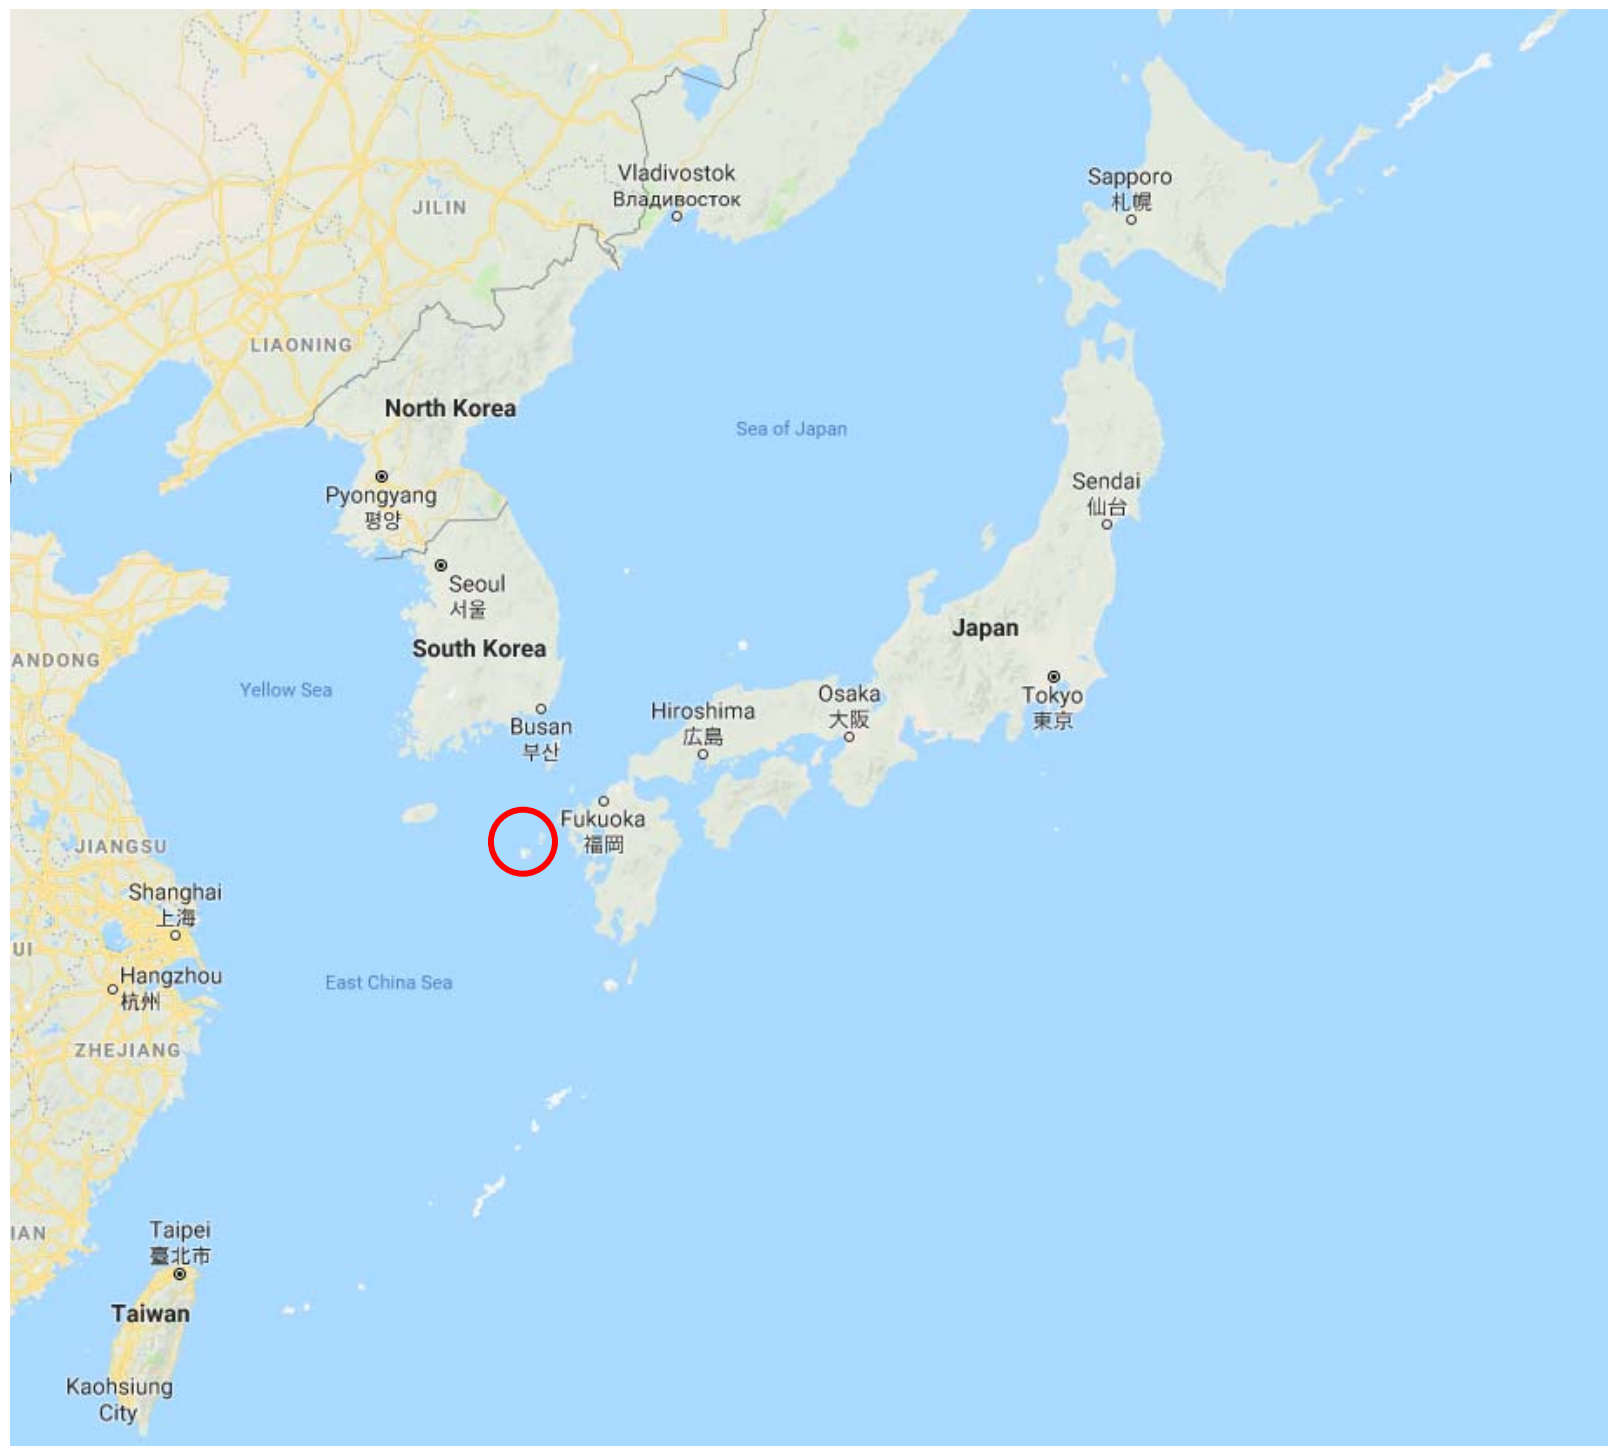 Vladivostok
Владивосток
Sapporo
札幌
JILIN
LIAONING
North Korea
Sea of Japan
Pyongyang
평양
Sendai
仙台
Seoul
서울
South Korea
Japan
ANDONG
Yellow Sea
Tokyo
東京
Osaka
大阪
Hiroshima
広島
Busan
부산
Fukuoka
福岡
JIANGSU
Shanghai
上海
UI
Hangzhou
杭州
East China Sea
ZHEJIANG
IAN
Taipei
臺北市
Taiwan
Kaohsiung
City